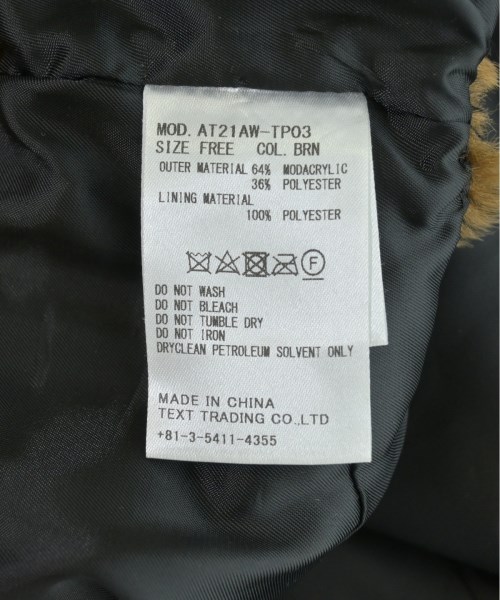 MOD. AT21AW-TP03
SIZE FREE COL. BRN
OUTER MATERIAL 64% MODACRYLIC
36% POLYESTER
LINING MATERIAL
100% POLYESTER
F
DO NOT WASH
DO NOT BLEACH
DO NOT TUMBLE DRY
DO NOT IRON
DRYCLEAN PETROLEUM SOLVENT ONLY
MADE IN CHINA
TEXT TRADING CO.,LTD
+81-3-5411-4355